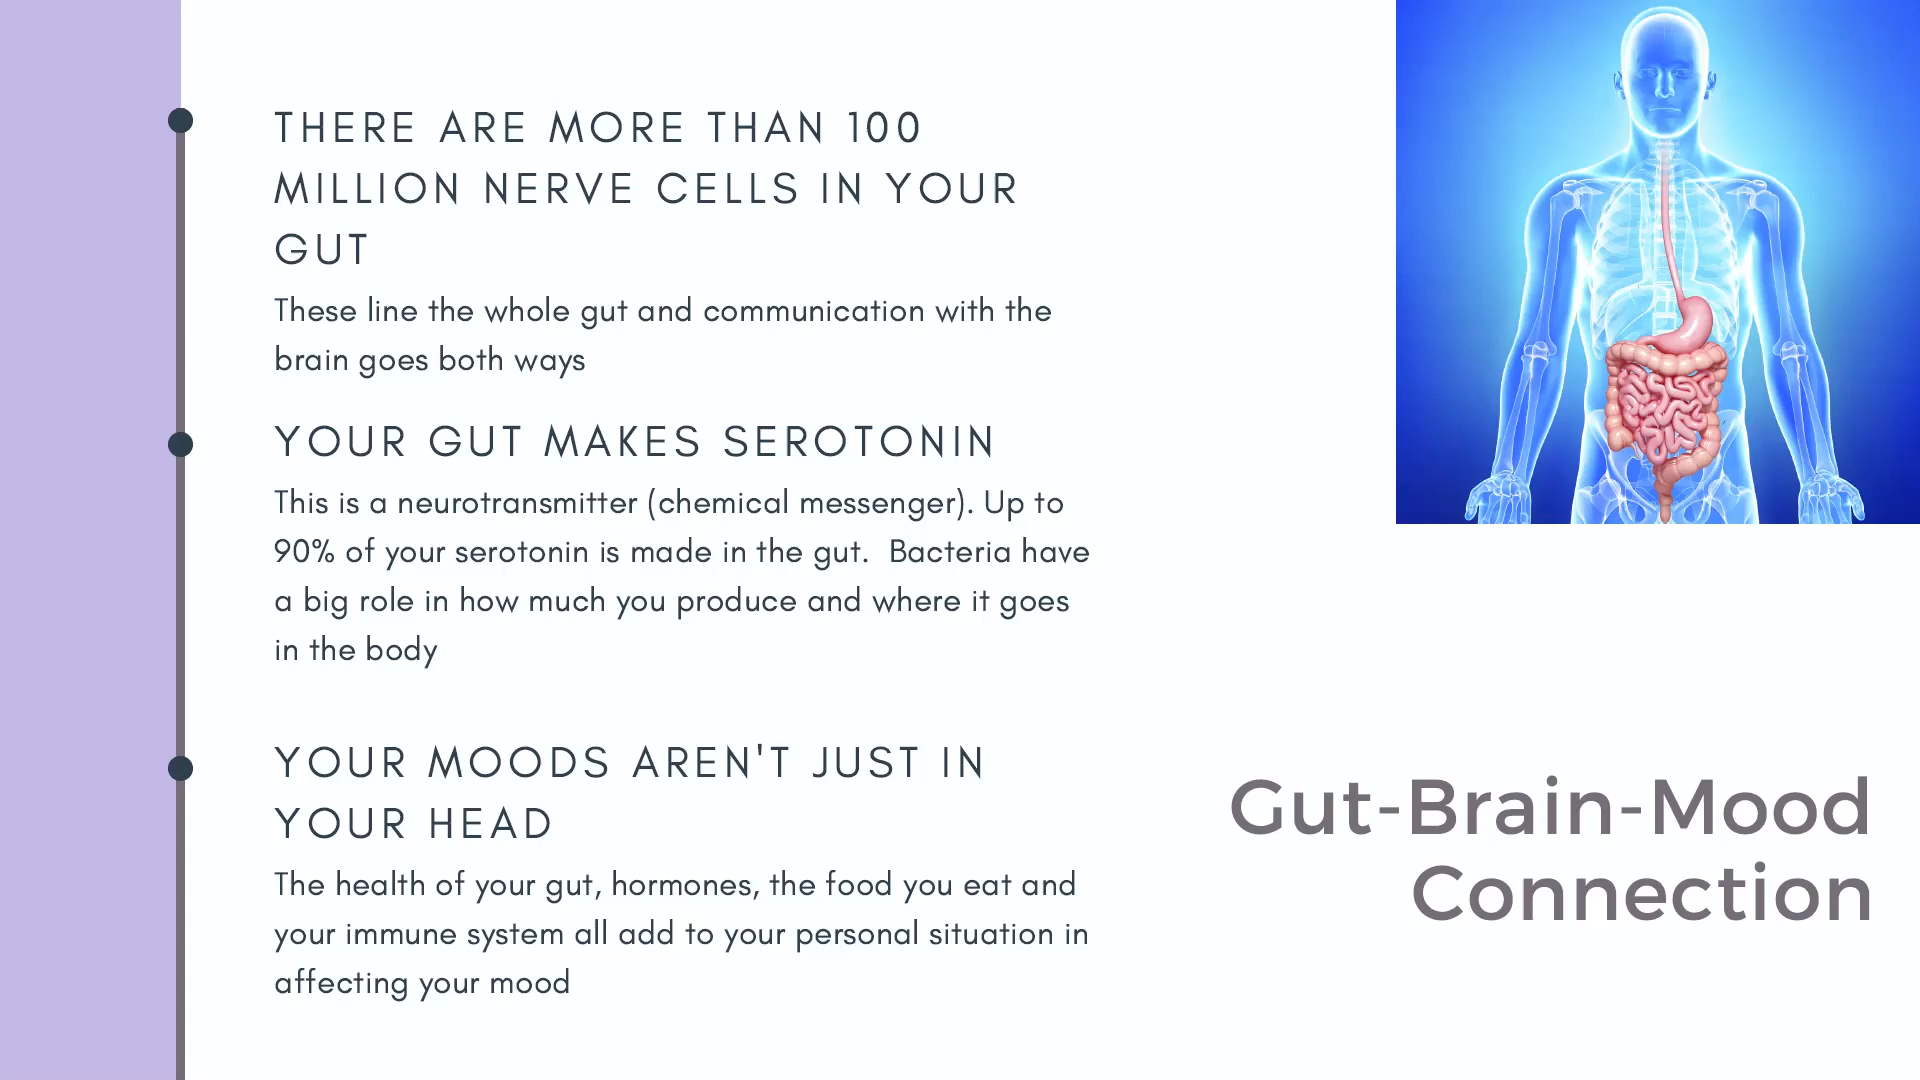 THERE ARE MORE THAN 100
MILLION NERVE CELLS IN YOUR
GUT
These line the whole gut and communication with the
brain goes both ways
YOUR GUT MAKES SEROTONIN
This is a neurotransmitter (chemical messenger). Up to
90% of your serotonin is made in the gut.  Bacteria have
a big role in how much you produce and where it goes
in the body
YOUR MOODS AREN'T JUST IN
YOUR HEAD
The health of your gut, hormones, the food you eat and
your immune system all add to your personal situation in
affecting your mood
Gut-Brain-Mood
Connection